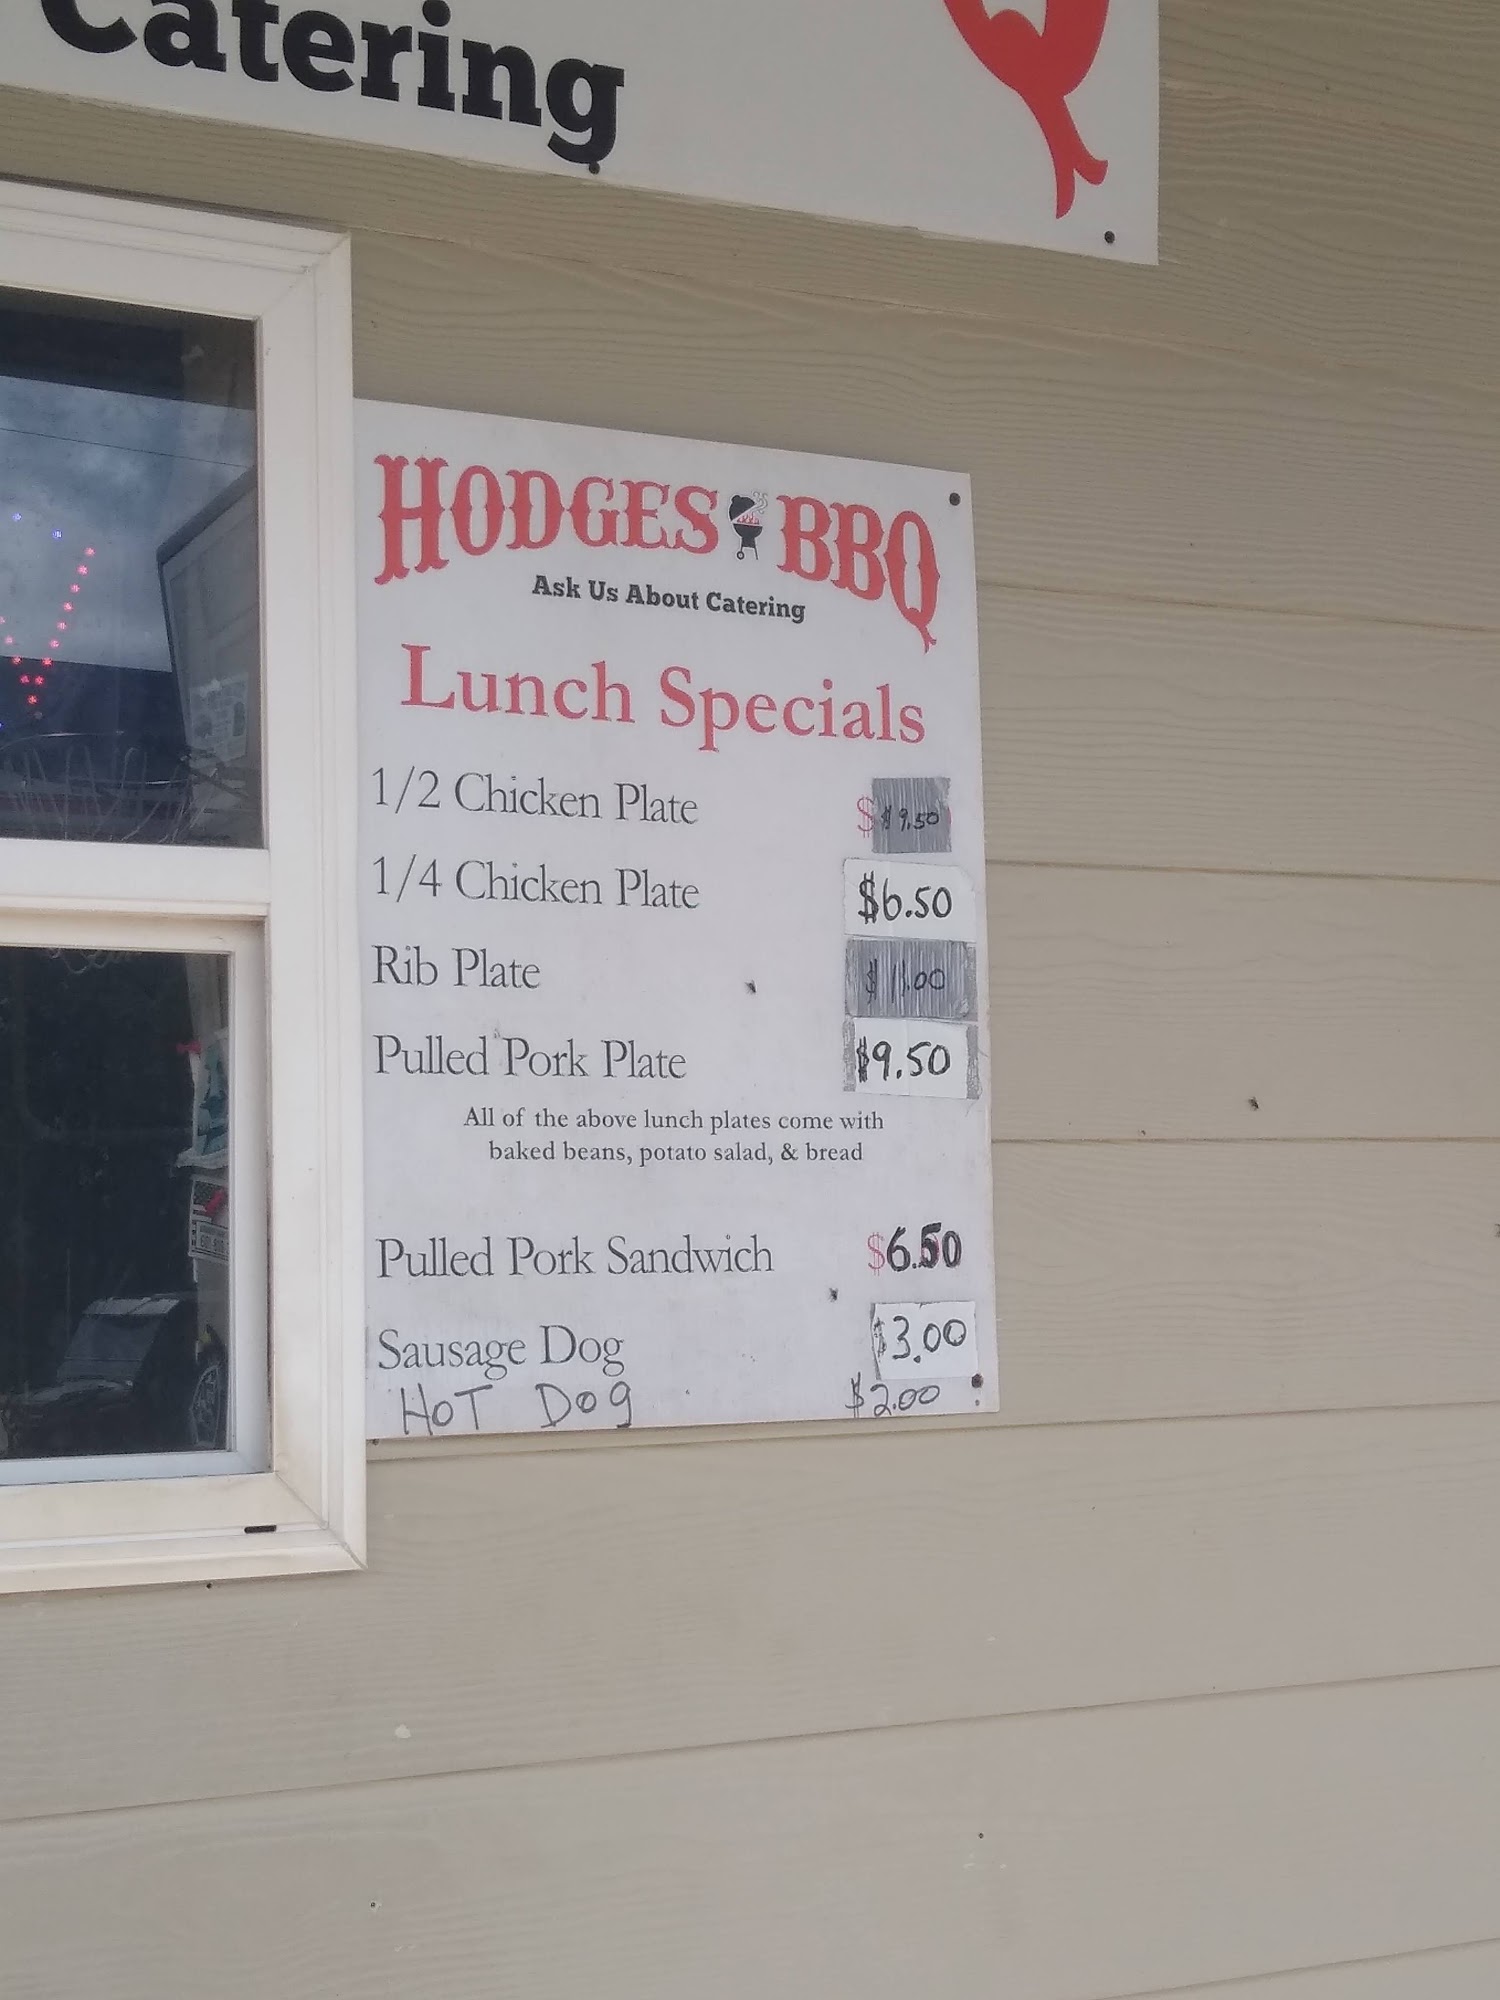 Catering
HODGES BBQ
Ask Us About Catering
Lunch Specials
1/2 Chicken Plate $ $9.50
1/4 Chicken Plate $6.50
Rib Plate $11.00
Pulled Pork Plate $9.50
All of the above lunch plates come with
baked beans, potato salad, & bread
Pulled Pork Sandwich $6.50
Sausage Dog $3.00
HOT DOg $2.00